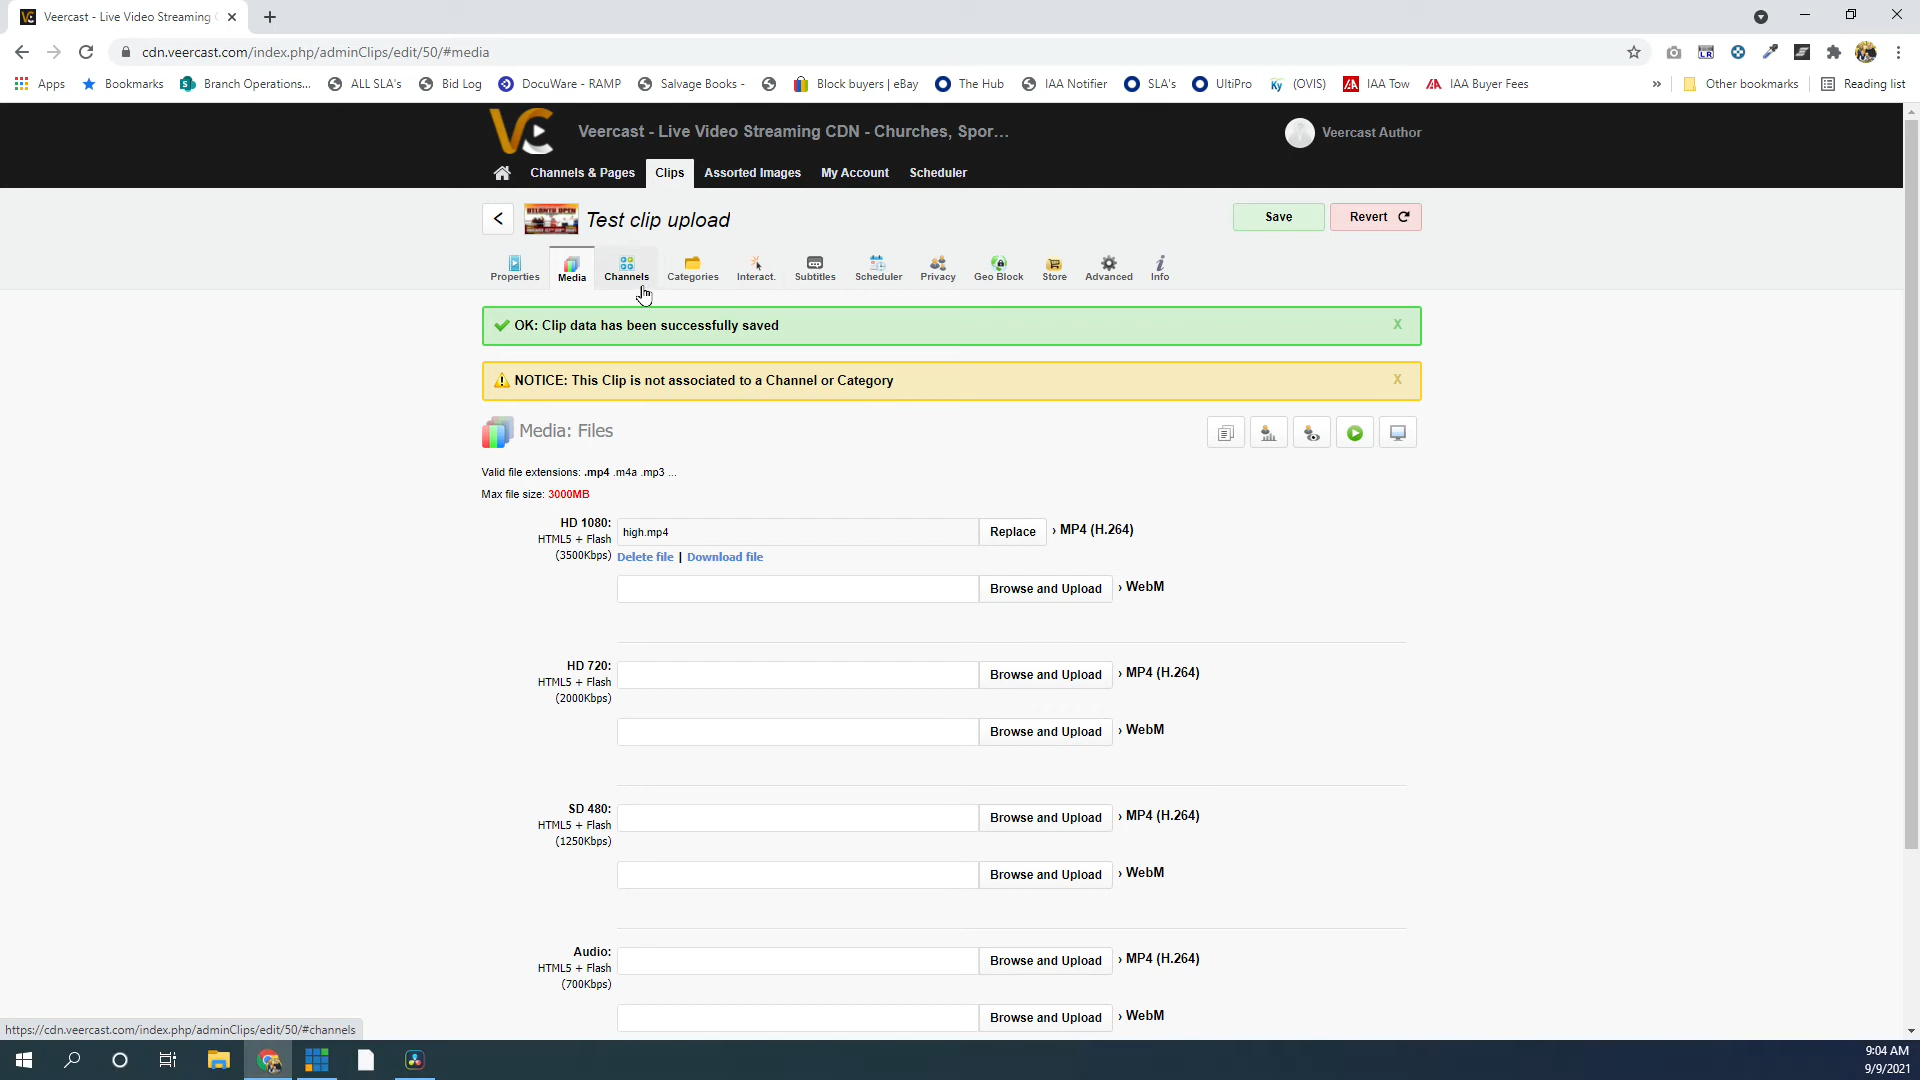 Veercast - Live Video Streaming
cdn.veercast.com/index.php/adminClips/edit/50/#media
Apps Bookmarks Branch Operations... ALL SLA's Bid Log DocuWare - RAMP Salvage Books - Block buyers | eBay The Hub IAA Notifier SLA's UltiPro (OVIS) IAA Tow IAA Buyer Fees » Other bookmarks Reading list
VC Veercast - Live Video Streaming CDN - Churches, Spor... Veercast Author
Channels & Pages Clips Assorted Images My Account Scheduler
< Test clip upload Save Revert
Properties Media Channels Categories Interact. Subtitles Scheduler Privacy Geo Block Store Advanced Info
OK: Clip data has been successfully saved X
NOTICE: This Clip is not associated to a Channel or Category X
Media: Files
Valid file extensions: .mp4 .m4a .mp3 ...
Max file size: 3000MB
HD 1080: high.mp4 Replace › MP4 (H.264)
HTML5 + Flash
(3500Kbps) Delete file | Download file
Browse and Upload › WebM
HD 720: Browse and Upload › MP4 (H.264)
HTML5 + Flash
(2000Kbps)
Browse and Upload › WebM
SD 480: Browse and Upload › MP4 (H.264)
HTML5 + Flash
(1250Kbps)
Browse and Upload › WebM
Audio: Browse and Upload › MP4 (H.264)
HTML5 + Flash
(700Kbps)
Browse and Upload › WebM
https://cdn.veercast.com/index.php/adminClips/edit/50/#channels
9:04 AM
9/9/2021